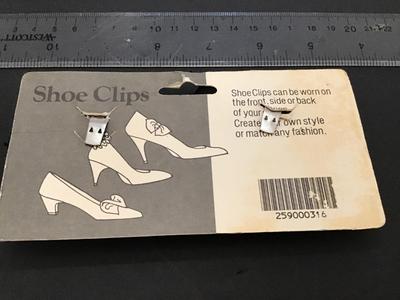 WESTCOTT
Shoe Clips
Shoe Clips can be worn on
the front, side or back
of your
Create own style
or match any fashion.
259000316